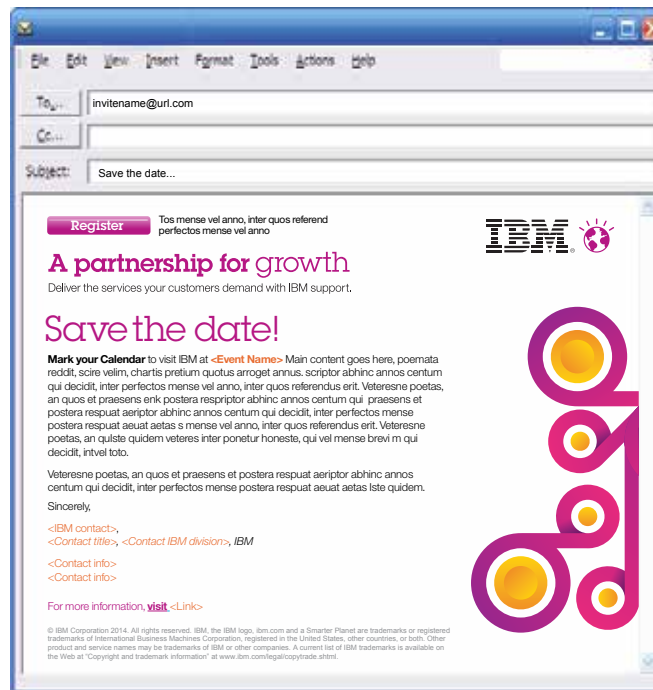 File Edit View Insert Format Tools Actions Help
To... invitename@url.com
Cc...
Subject: Save the date...
Register
Tos mense vel anno, inter quos referend
perfectos mense vel anno
IBM
A partnership for growth
Deliver the services your customers demand with IBM support.
Save the date!
Mark your Calendar to visit IBM at <Event Name> Main content goes here, poemata
reddit, scire velim, chartis pretium quotus arroget annus. scriptor abhinc annos centum
qui decidit, inter perfectos mense vel anno, inter quos referendus erit. Veteresne poetas,
an quos et praesens enk postera respriptor abhinc annos centum qui praesens et
postera respuat aeriptor abhinc annos centum qui decidit, inter perfectos mense
postera respuat aeuat aetas s mense vel anno, inter quos referendus erit. Veteresne
poetas, an qulste quidem veteres inter ponetur honeste, qui vel mense brevi m qui
decidit, intvel toto.
Veteresne poetas, an quos et praesens et postera respuat aeriptor abhinc annos
centum qui decidit, inter perfectos mense postera respuat aeuat aetas Iste quidem.
Sincerely,
<IBM contact>,
<Contact title>, <Contact IBM division>, IBM
<Contact info>
<Contact info>
For more information, visit <Link>
© IBM Corporation 2014. All rights reserved. IBM, the IBM logo, ibm.com and a Smarter Planet are trademarks or registered
trademarks of International Business Machines Corporation, registered in the United States, other countries, or both. Other
product and service names may be trademarks of IBM or other companies. A current list of IBM trademarks is available on
the Web at "Copyright and trademark information" at www.ibm.com/legal/copytrade.shtml.